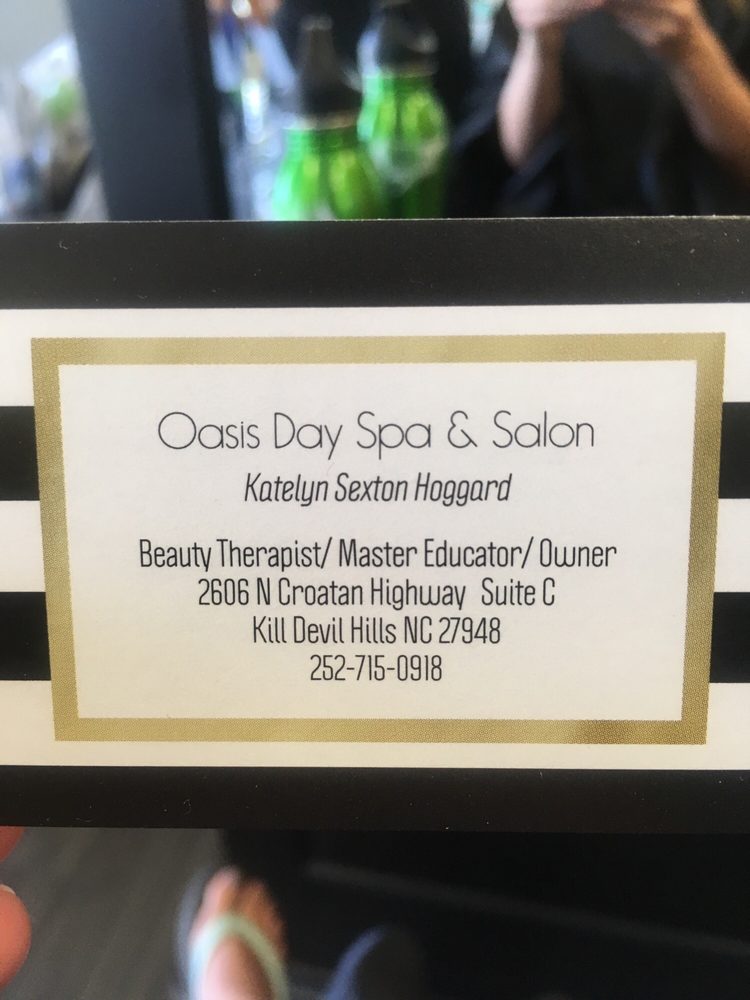 Oasis Day Spa & Salon
Katelyn Sexton Hoggard
Beauty Therapist/ Master Educator/ Owner
2606 N Croatan Highway Suite C
Kill Devil Hills NC 27948
252-715-0918